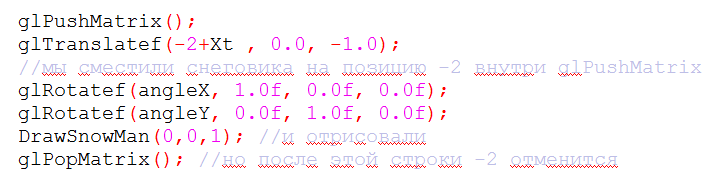 glPushMatrix();
glTranslatef(-2+Xt , 0.0, -1.0);
//мы сместили снеговика на позицию -2 внутри glPushMatrix
glRotatef(angleX, 1.0f, 0.0f, 0.0f);
glRotatef(angleY, 0.0f, 1.0f, 0.0f);
DrawSnowMan(0,0,1); //и отрисовали
glPopMatrix(); //но после этой строки -2 отменится